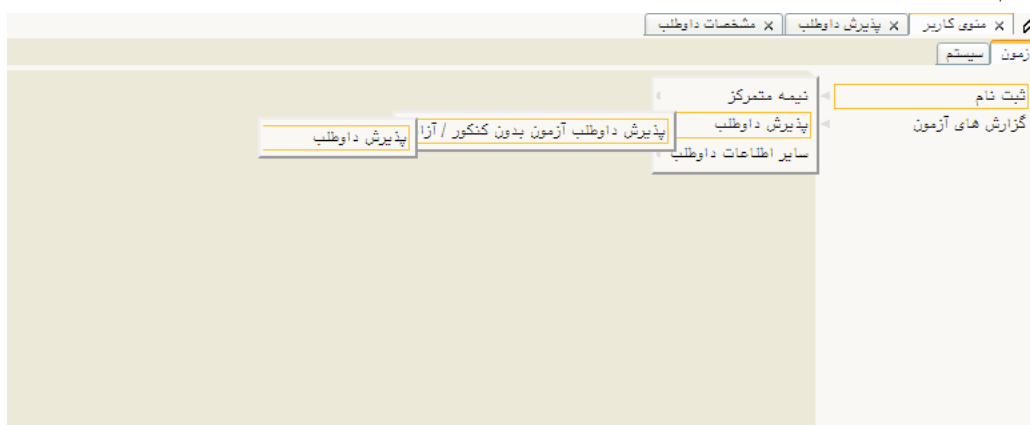 منوی کاربر × پذیرش داوطلب × مشخصات داوطلب ×
زمون سیستم
ثبت نام
گزارش های آزمون
نیمه متمرکز
پذیرش داوطلب
سایر اطلاعات داوطلب
پذیرش داوطلب آزمون بدون کنکور / آزا
پذیرش داوطلب